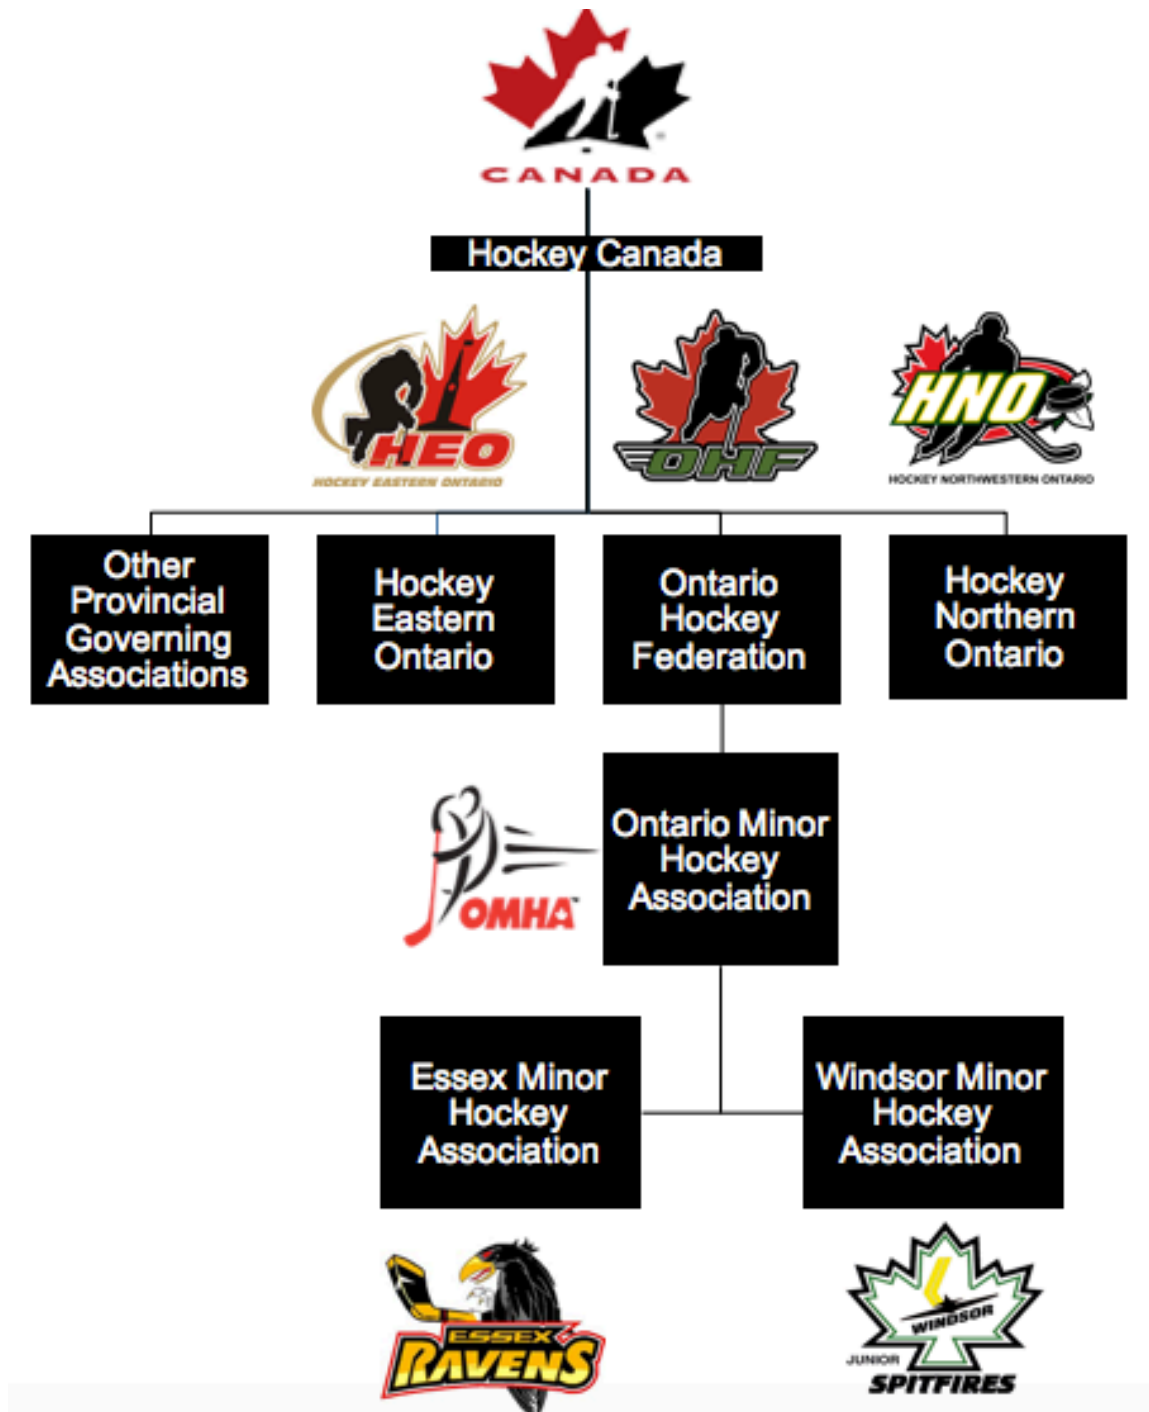 CANADA
Hockey Canada
HEO
HOCKEY EASTERN ONTARIO
OHF
HNO
HOCKEY NORTHWESTERN ONTARIO
Other
Provincial
Governing
Associations
Hockey
Eastern
Ontario
Ontario
Hockey
Federation
Hockey
Northern
Ontario
OMHA
Ontario Minor
Hockey
Association
Essex Minor
Hockey
Association
Windsor Minor
Hockey
Association
ESSEX
RAVENS
WINDSOR
JUNIOR
SPITFIRES